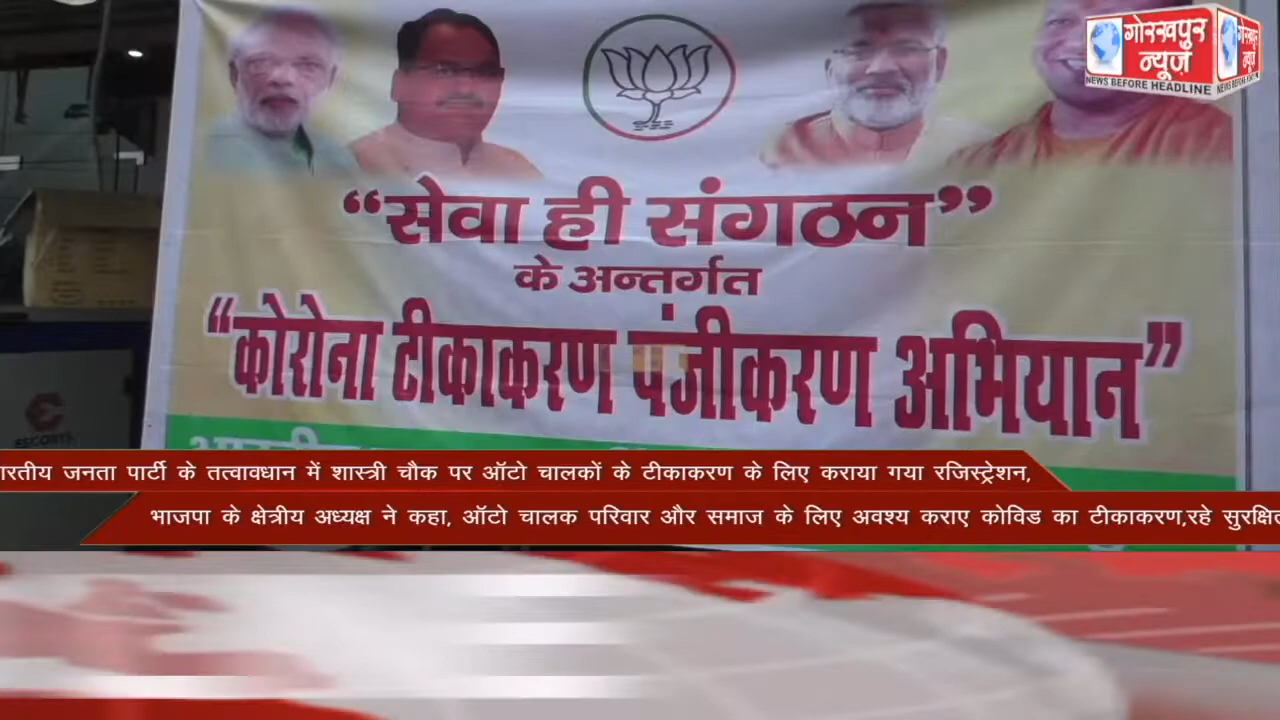 गोरखपुर
न्यूज़
NEWS BEFORE HEADLINE
“सेवा ही संगठन”
के अन्तर्गत
“कोरोना टीकाकरण पंजीकरण अभियान”
ESCORTS
जनता पार्टी के तत्वावधान में शास्त्री चौक पर ऑटो चालकों के टीकाकरण के लिए कराया गया रजिस्ट्रेशन,
भाजपा के क्षेत्रीय अध्यक्ष ने कहा, ऑटो चालक परिवार और समाज के लिए अवश्य कराए कोविड का टीकाकरण,रहे सुरक्षित